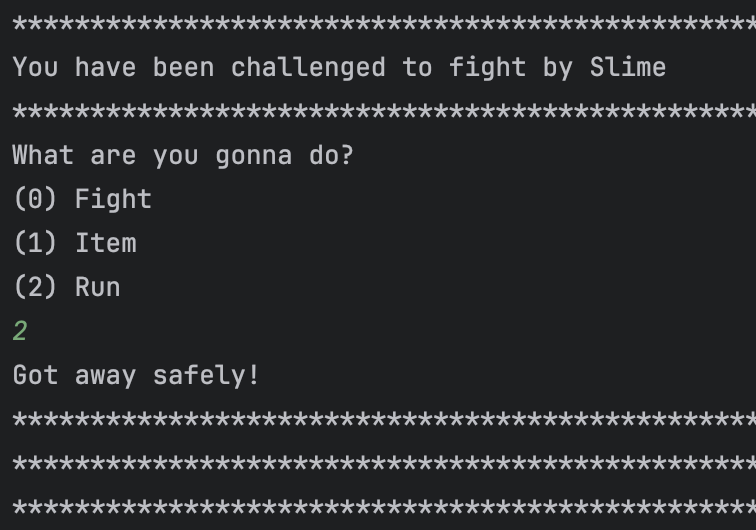 ************************************************
You have been challenged to fight by Slime
************************************************
What are you gonna do?
(0) Fight
(1) Item
(2) Run
2
Got away safely!
************************************************
************************************************
************************************************